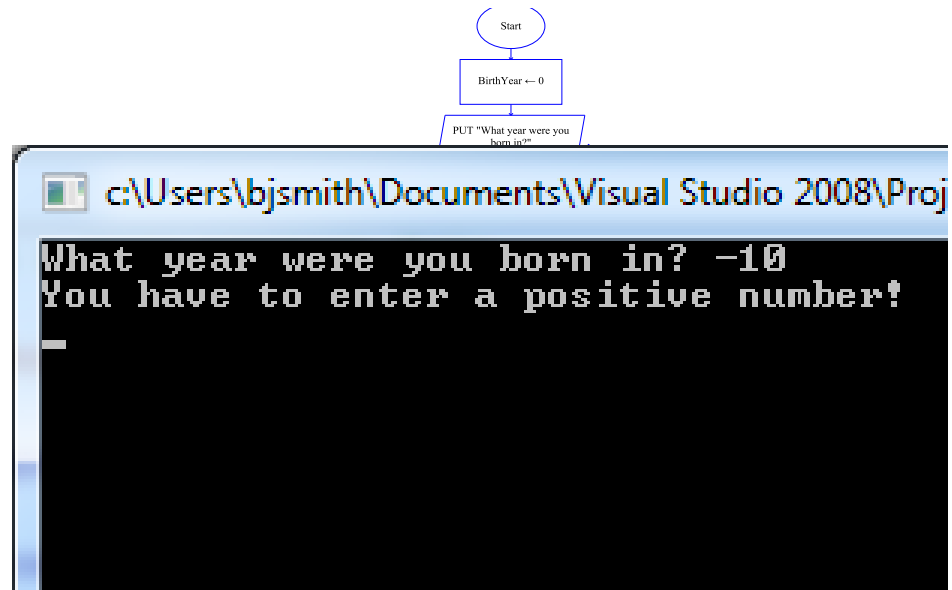 Start
BirthYear ← 0
PUT "What year were you
born in?"
c:\Users\bjsmith\Documents\Visual Studio 2008\Proj
What year were you born in? -10
You have to enter a positive number!